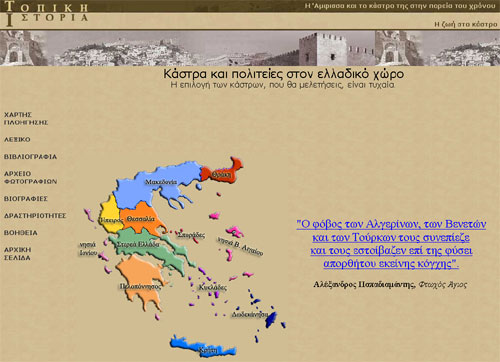 ΤΟΠΙΚΗ
ΙΣΤΟΡΙΑ
Η Άμφισσα και το κάστρο της στην πορεία του χρόνου
Η ζωή στο κάστρο
Κάστρα και πολιτείες στον ελλαδικό χώρο
Η επιλογή των κάστρων, που θα μελετήσεις, είναι τυχαία
ΧΑΡΤΗΣ
ΠΛΟΗΓΗΣΗΣ
ΛΕΞΙΚΟ
ΒΙΒΛΙΟΓΡΑΦΙΑ
ΑΡΧΕΙΟ
ΦΩΤΟΓΡΑΦΙΩΝ
ΒΙΟΓΡΑΦΙΕΣ
ΔΡΑΣΤΗΡΙΟΤΗΤΕΣ
ΒΟΗΘΕΙΑ
ΑΡΧΙΚΗ
ΣΕΛΙΔΑ
Θράκη
Μακεδονία
Ήπειρος
Θεσσαλία
νησιά
Ιονίου
Στερεά Ελλάδα
Σποράδες
νησιά Β. Αιγαίου
Πελοπόννησος
Κυκλάδες
Δωδεκάνησα
Κρήτη
"Ο φόβος των Αλγερίνων, των Βενετών
και των Τούρκων τους συνεπίεζε
και τους εστοίβαζεν επί της φύσει
απορθήτου εκείνης κόγχης".
Αλέξανδρος Παπαδιαμάντης, Φτωχός Άγιος